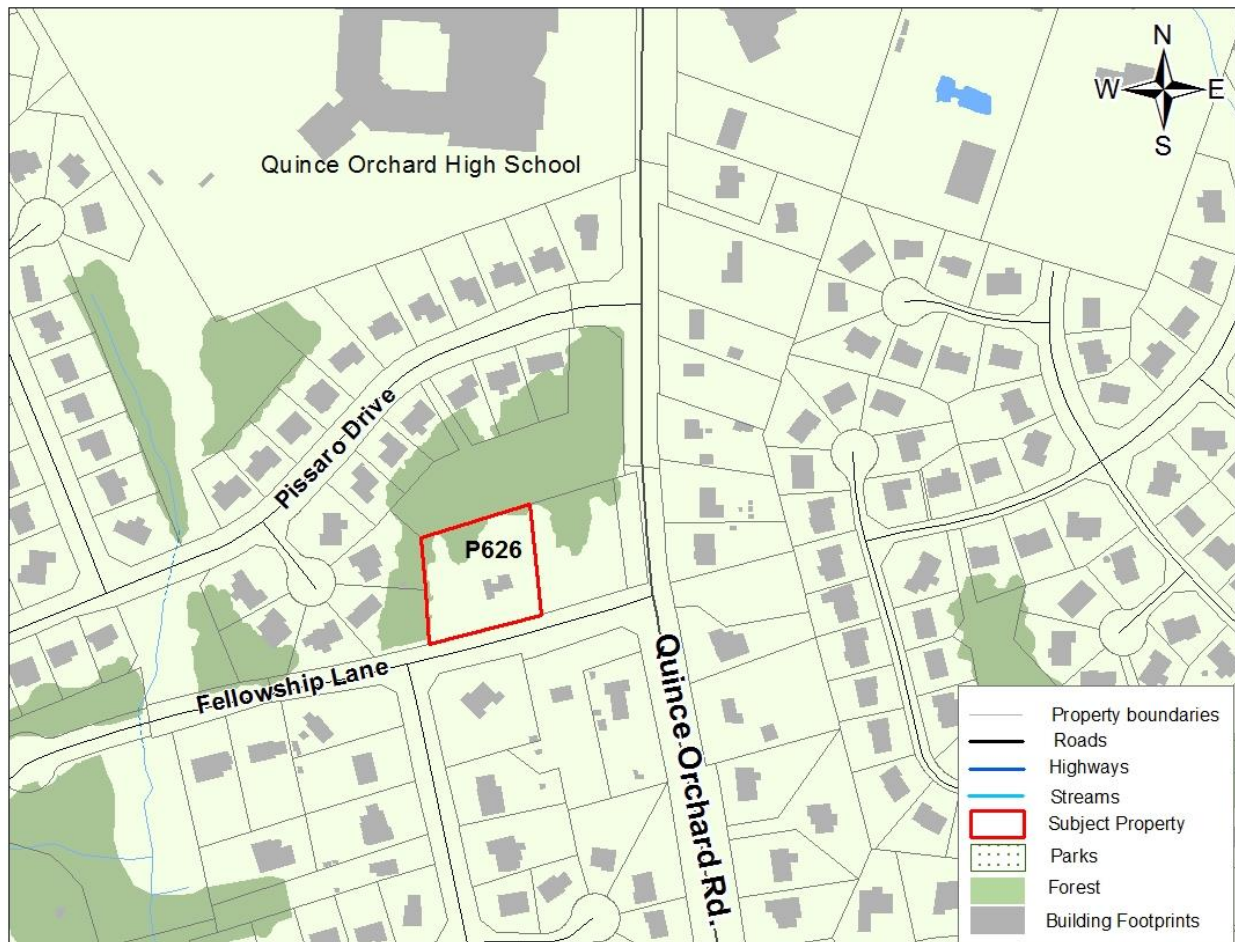 N
W E
S
Quince Orchard High School
Pissaro Drive
P626
Fellowship Lane
Quince Orchard Rd.
Property boundaries
Roads
Highways
Streams
Subject Property
Parks
Forest
Building Footprints